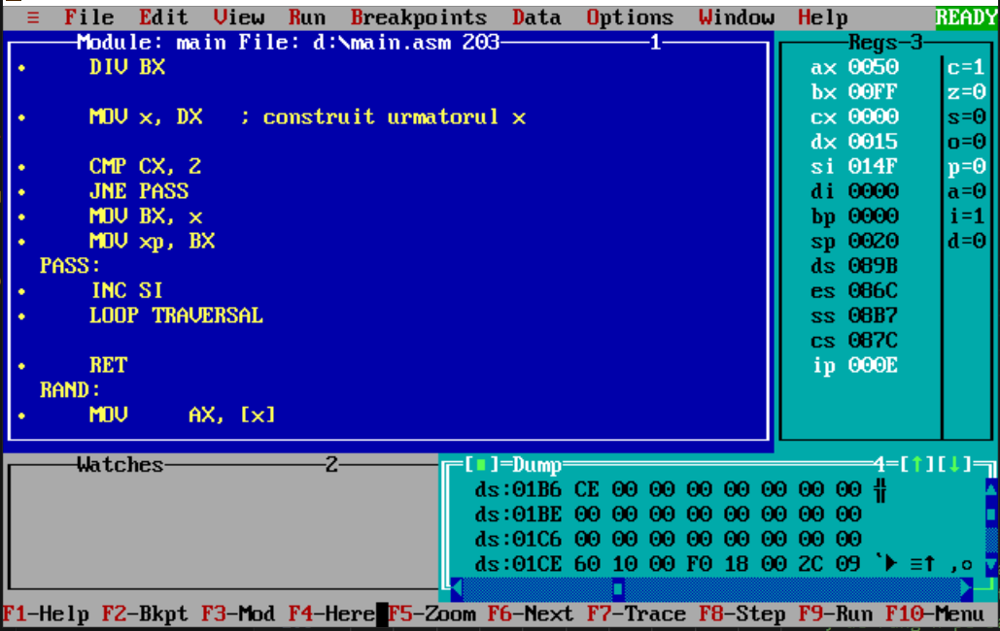 ≡ File Edit View Run Breakpoints Data Options Window Help READY
Module: main File: d:\main.asm 203 1
DIV BX
MOV x, DX ; construit urmatorul x
CMP CX, 2
JNE PASS
MOV BX, x
MOV xp, BX
PASS:
INC SI
LOOP TRAVERSAL
RET
RAND:
MOV AX, [x]
Regs 3
ax 0050 c=1
bx 00FF z=0
cx 0000 s=0
dx 0015 o=0
si 014F p=0
di 0000 a=0
bp 0000 i=1
sp 0020 d=0
ds 089B
es 086C
ss 08B7
cs 087C
ip 000E
Watches 2
[■]=Dump 4=[↑][↓]
ds:01B6 CE 00 00 00 00 00 00 00 ╬
ds:01BE 00 00 00 00 00 00 00 00
ds:01C6 00 00 00 00 00 00 00 00
ds:01CE 60 10 00 F0 18 00 2C 09 `► ≡↑ ,○
F1-Help F2-Bkpt F3-Mod F4-Here F5-Zoom F6-Next F7-Trace F8-Step F9-Run F10-Menu